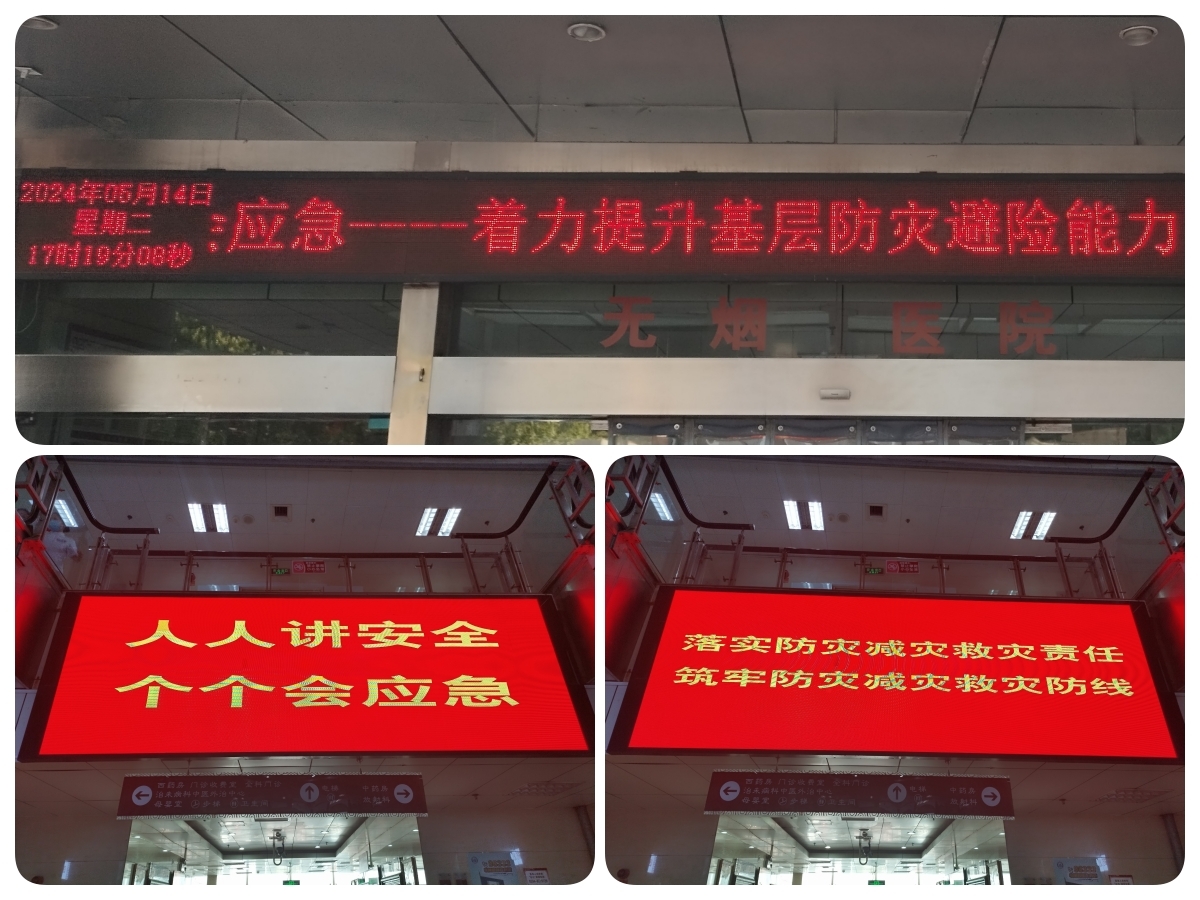 2024年05月14日
星期二
17时19分08秒
应急————着力提升基层防灾避险能力
无烟 医院
人人讲安全
个个会应急
落实防灾减灾救灾责任
筑牢防灾减灾救灾防线